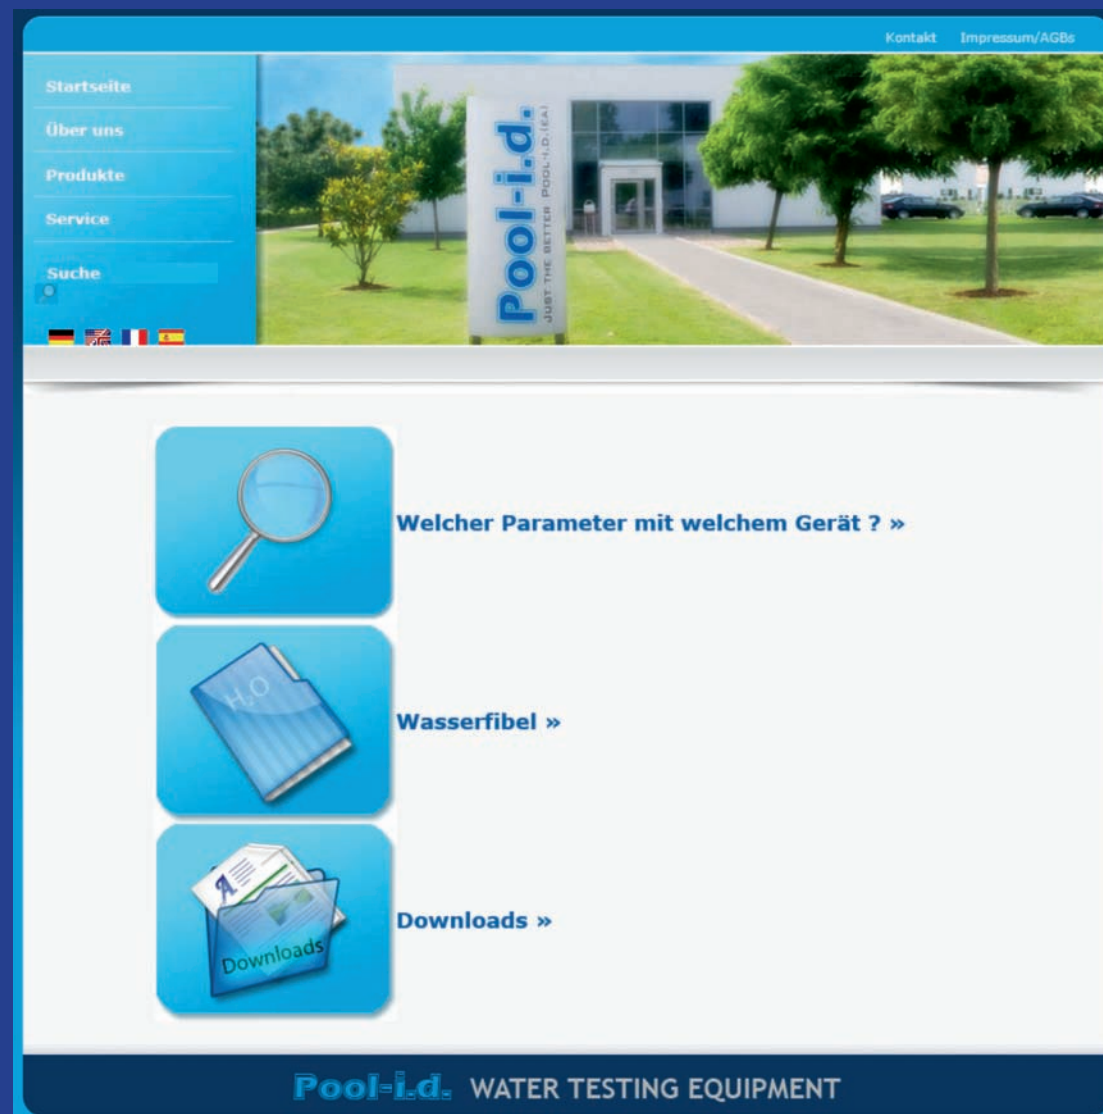 Kontakt Impressum/AGBs
Startseite
Über uns
Produkte
Service
Suche
Pool-i.d.
JUST THE BETTER POOL-I.D.(EA)
Welcher Parameter mit welchem Gerät ? »
H₂O
Wasserfibel »
A
Downloads
Downloads »
Pool-i.d. WATER TESTING EQUIPMENT